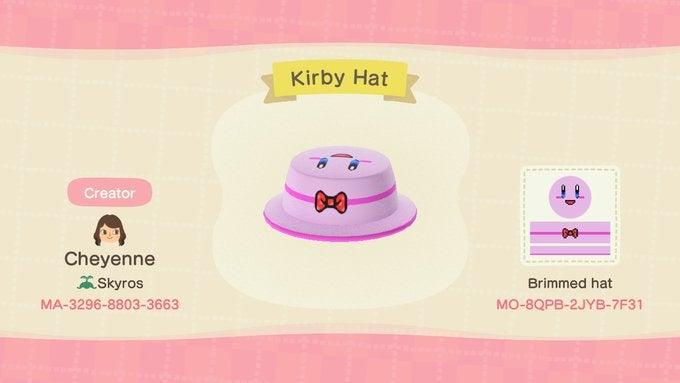 Kirby Hat
Creator
Cheyenne
Skyros
MA-3296-8803-3663
Brimmed hat
MO-8QPB-2JYB-7F31